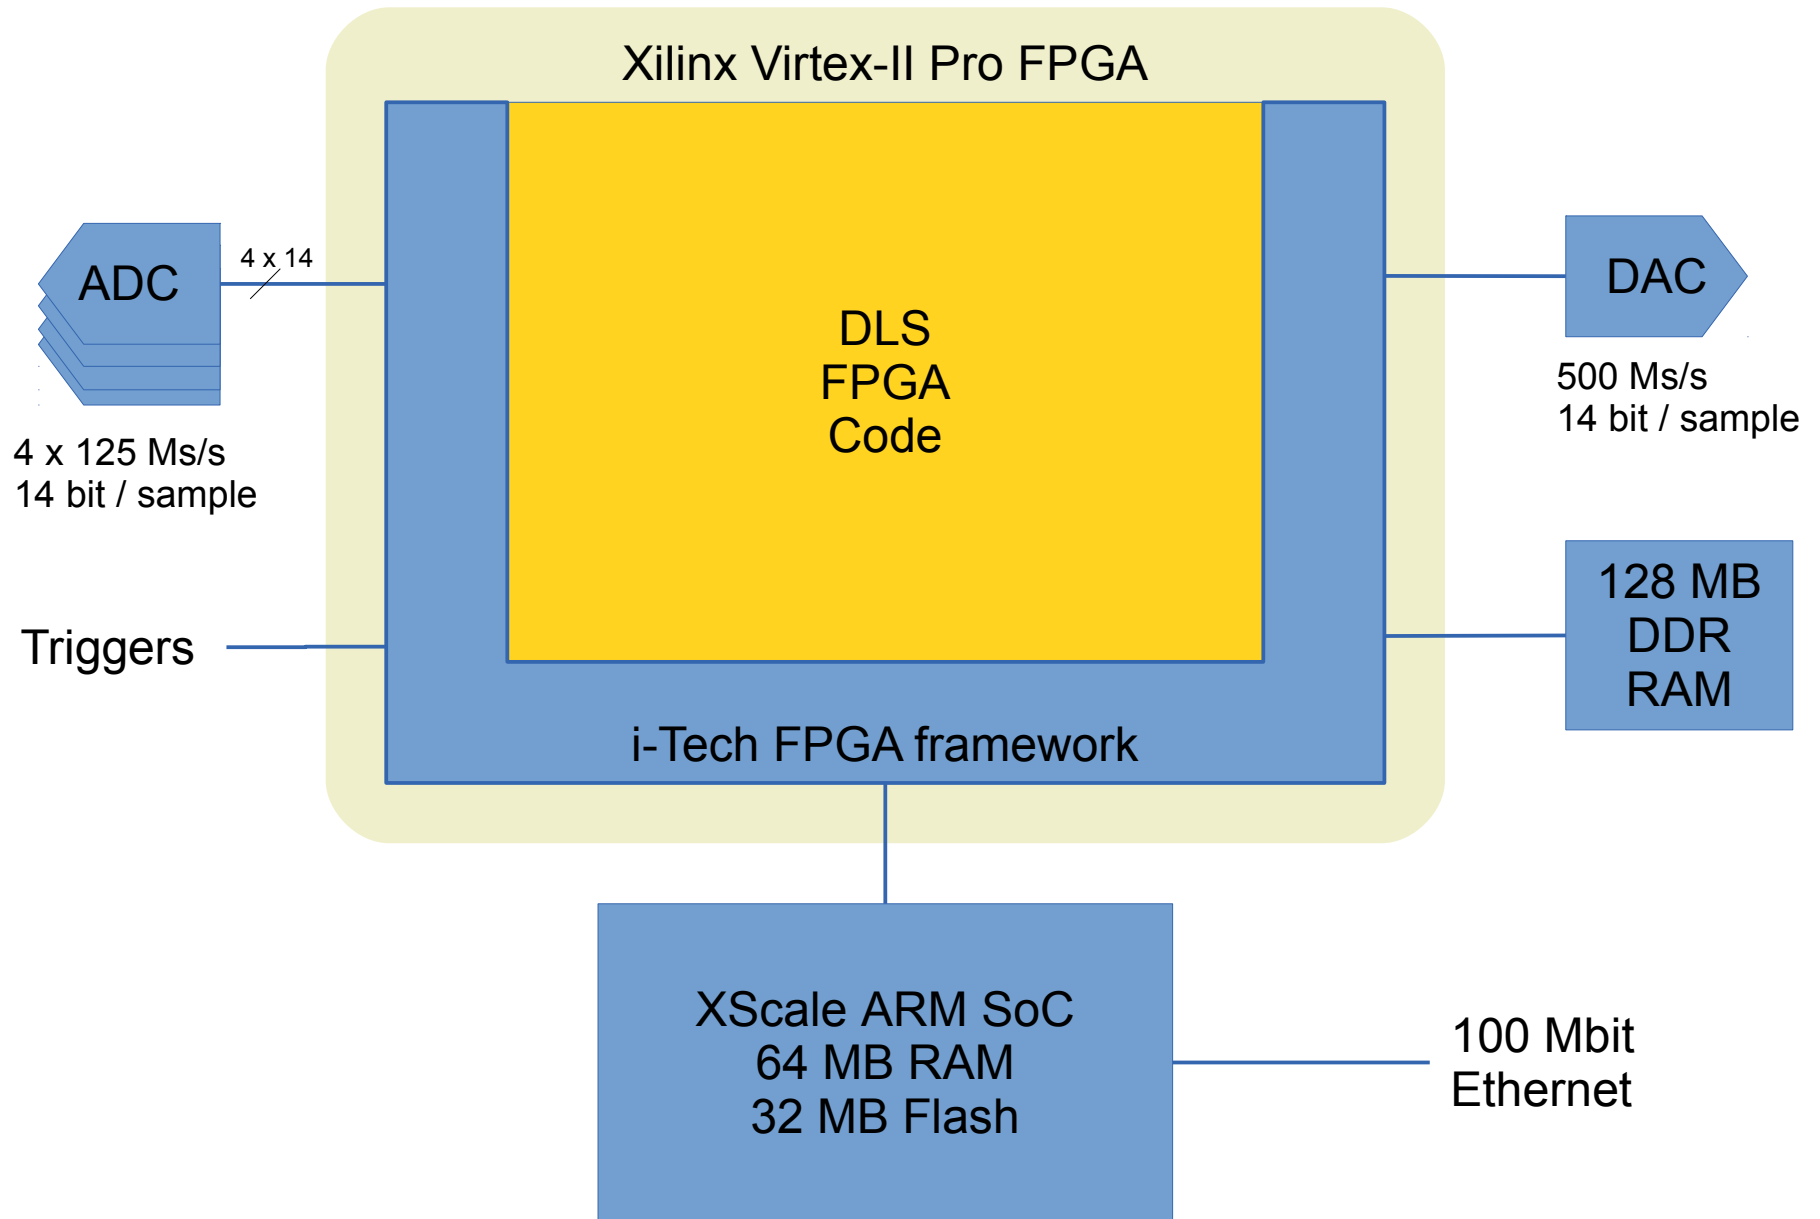 Xilinx Virtex-II Pro FPGA
ADC
4 x 14
4 x 125 Ms/s
14 bit / sample
Triggers
DLS
FPGA
Code
i-Tech FPGA framework
DAC
500 Ms/s
14 bit / sample
128 MB
DDR
RAM
XScale ARM SoC
64 MB RAM
32 MB Flash
100 Mbit
Ethernet